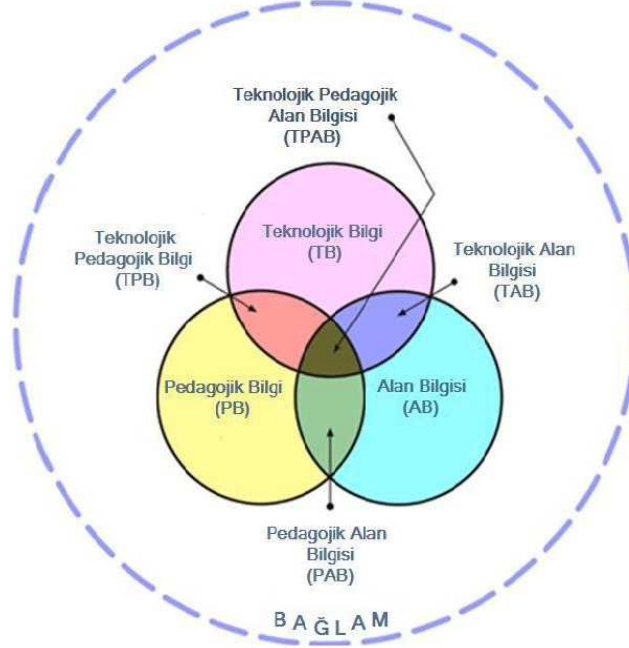 Teknolojik Pedagojik
Alan Bilgisi
(TPAB)
Teknolojik Bilgi
(TB)
Teknolojik
Pedagojik Bilgi
(TPB)
Teknolojik Alan
Bilgisi
(TAB)
Pedagojik Bilgi
(PB)
Alan Bilgisi
(AB)
Pedagojik Alan
Bilgisi
(PAB)
BAĞLAM